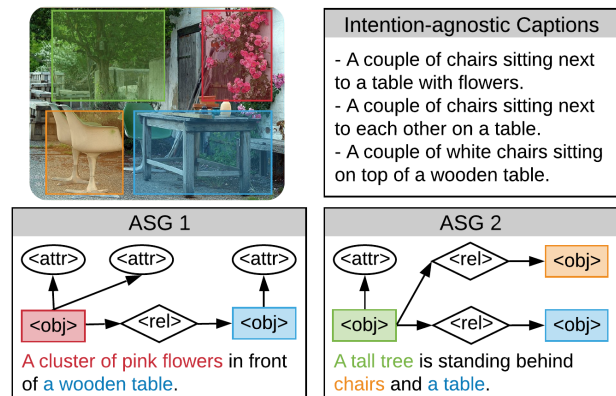 Intention-agnostic Captions
- A couple of chairs sitting next
to a table with flowers.
- A couple of chairs sitting next
to each other on a table.
- A couple of white chairs sitting
on top of a wooden table.
ASG 1
<attr> <attr> <attr>
<obj> <rel> <obj>
A cluster of pink flowers in front
of a wooden table.
ASG 2
<attr> <rel> <obj>
<obj> <rel> <obj>
A tall tree is standing behind
chairs and a table.